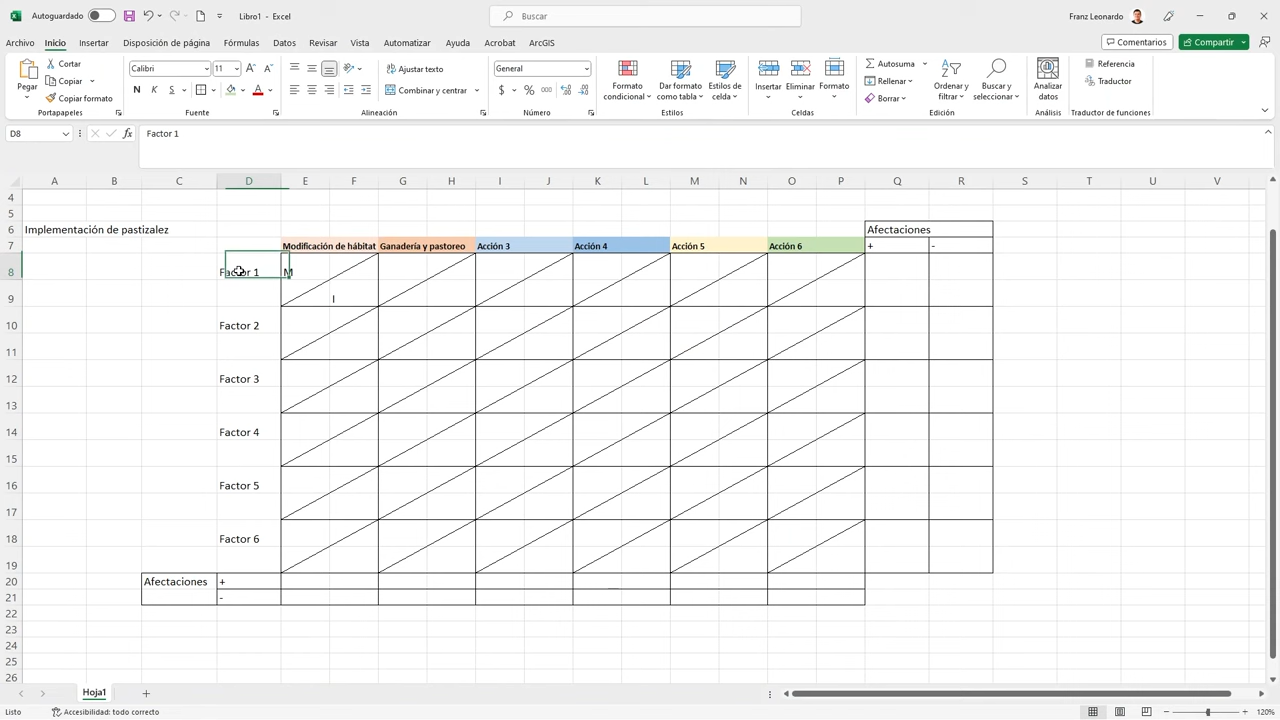 Autoguardado
Libro1 - Excel
Buscar
Franz Leonardo
Archivo Inicio Insertar Disposición de página Fórmulas Datos Revisar Vista Automatizar Ayuda Acrobat ArcGIS
Comentarios
Compartir
Pegar
Cortar
Copiar
Copiar formato
Portapapeles
Calibri 11
N K S
Fuente
Ajustar texto
Combinar y centrar
Alineación
General
$ % 000
Número
Formato condicional
Dar formato como tabla
Estilos de celda
Estilos
Insertar Eliminar Formato
Celdas
Autosuma
Rellenar
Borrar
Ordenar y filtrar
Buscar y seleccionar
Edición
Analizar datos
Análisis
Referencia
Traductor
Traductor de funciones
D8 fx Factor 1
A B C D E F G H I J K L M N O P Q R S T U V
4
5
6 Implementación de pastizalez Afectaciones
7 Modificación de hábitat Ganadería y pastoreo Acción 3 Acción 4 Acción 5 Acción 6 + -
8 Factor 1 M
9 I
10 Factor 2
11
12 Factor 3
13
14 Factor 4
15
16 Factor 5
17
18 Factor 6
19
20 Afectaciones +
21 -
22
23
24
25
26
Hoja1
Listo Accesibilidad: todo correcto 120%